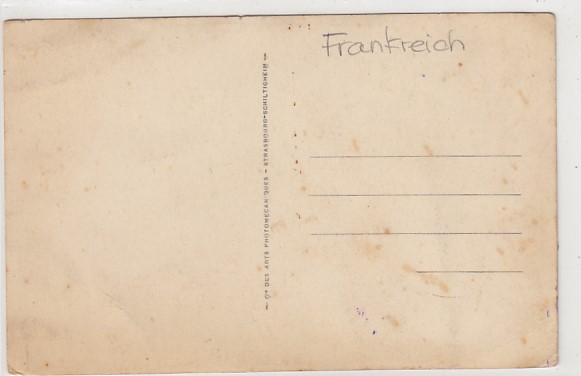 Frankreich
— Cie DES ARTS PHOTOMECANIQUES - STRASBOURG-SCHILTIGHEIM —